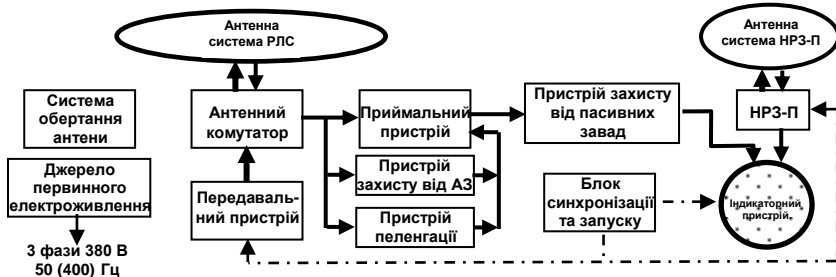 Антенна
система РЛС
Антенна
система НРЗ-П
Система
обертання
антени
Антенний
комутатор
Приймальний
пристрій
Пристрій захисту
від пасивних
завад
НРЗ-П
Джерело
первинного
електроживлення
Передаваль-
ний пристрій
Пристрій
захисту від АЗ
Пристрій
пеленгації
Блок
синхронізації
та запуску
Індикаторний
пристрій
3 фази 380 В
50 (400) Гц